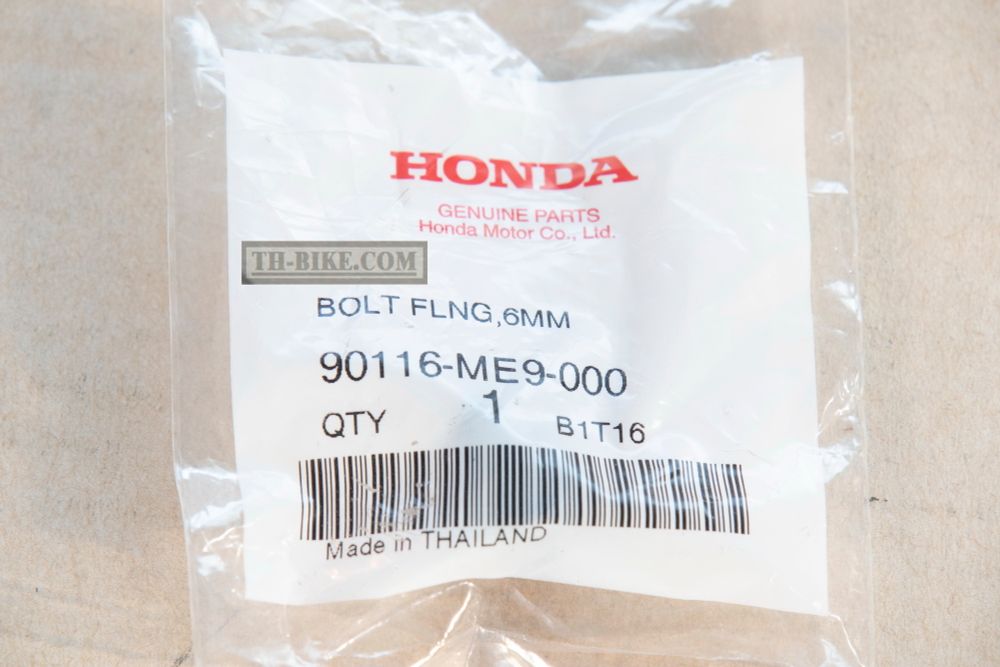 HONDA
GENUINE PARTS
Honda Motor Co., Ltd.
TH-BIKE.COM
BOLT FLNG,6MM
90116-ME9-000
QTY 1 B1T16
Made in THAILAND